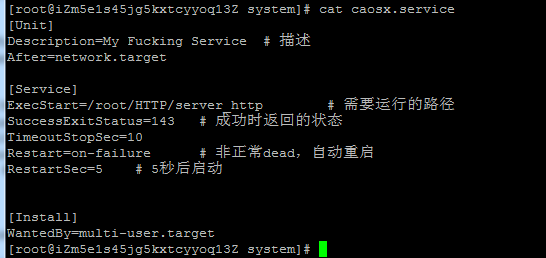 [root@iZm5e1s45jg5kxtcyyoq13Z system]# cat caosx.service
[Unit]
Description=My Fucking Service  # 描述
After=network.target
[Service]
ExecStart=/root/HTTP/server_http        # 需要运行的路径
SuccessExitStatus=143   # 成功时返回的状态
TimeoutStopSec=10
Restart=on-failure      # 非正常dead，自动重启
RestartSec=5    # 5秒后启动
[Install]
WantedBy=multi-user.target
[root@iZm5e1s45jg5kxtcyyoq13Z system]#